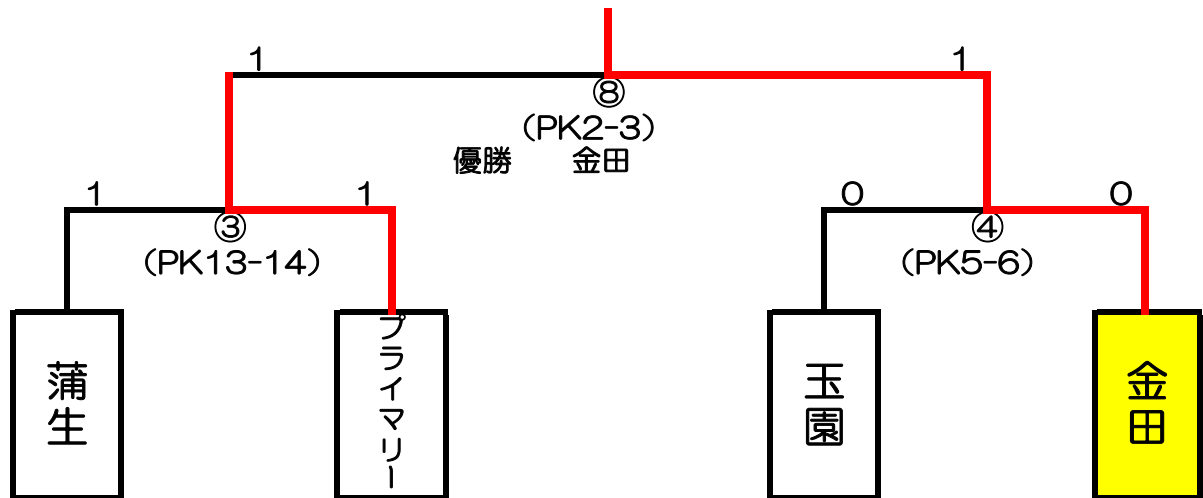 1 1
⑧
(PK2-3)
優勝 金田
1 1 0 0
③ ④
(PK13-14) (PK5-6)
蒲生
プライマリー
玉園
金田